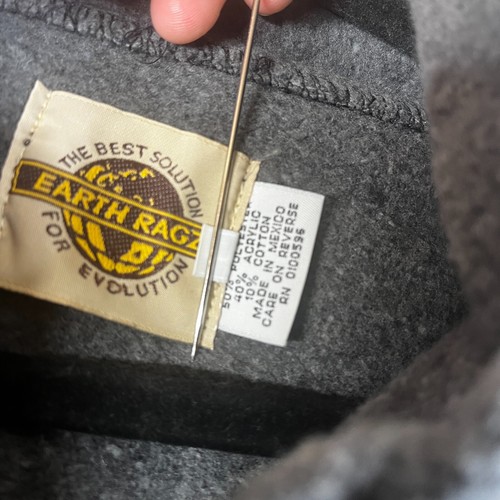 THE BEST SOLUTION
EARTH RAGZ
FOR EVOLUTION
50% POLYESTER
40% ACRYLIC
10% COTTON
MADE IN MEXICO
CARE ON REVERSE
RN 0100596